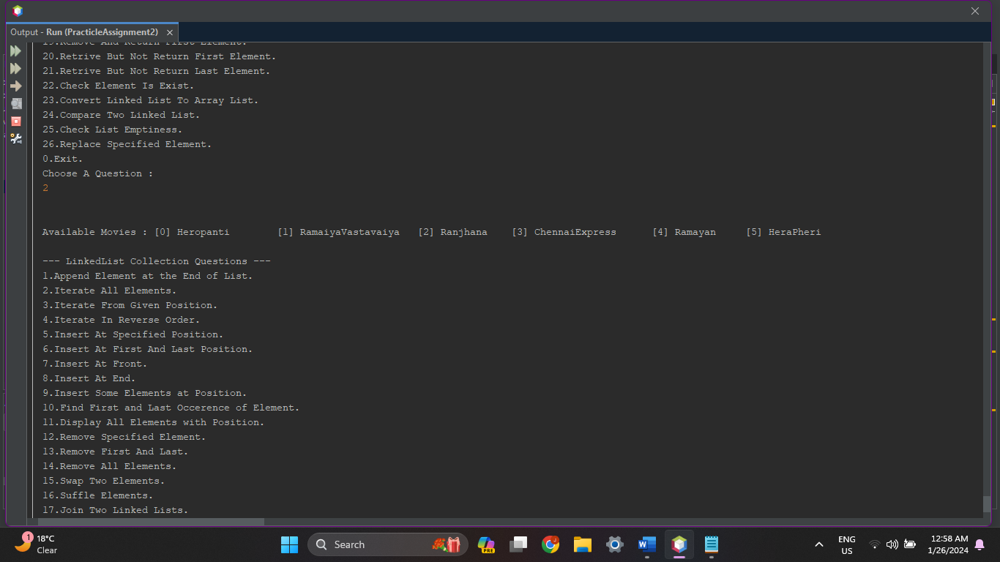 Output - Run (PracticleAssignment2) ×
19.Remove And Return First Element.
20.Retrive But Not Return First Element.
21.Retrive But Not Return Last Element.
22.Check Element Is Exist.
23.Convert Linked List To Array List.
24.Compare Two Linked List.
25.Check List Emptiness.
26.Replace Specified Element.
0.Exit.
Choose A Question :
2
Available Movies : [0] Heropanti [1] RamaiyaVastavaiya [2] Ranjhana [3] ChennaiExpress [4] Ramayan [5] HeraPheri
--- LinkedList Collection Questions ---
1.Append Element at the End of List.
2.Iterate All Elements.
3.Iterate From Given Position.
4.Iterate In Reverse Order.
5.Insert At Specified Position.
6.Insert At First And Last Position.
7.Insert At Front.
8.Insert At End.
9.Insert Some Elements at Position.
10.Find First and Last Occerence of Element.
11.Display All Elements with Position.
12.Remove Specified Element.
13.Remove First And Last.
14.Remove All Elements.
15.Swap Two Elements.
16.Suffle Elements.
17.Join Two Linked Lists.
1
18°C
Clear
Search
PRE
ENG
US
12:58 AM
1/26/2024